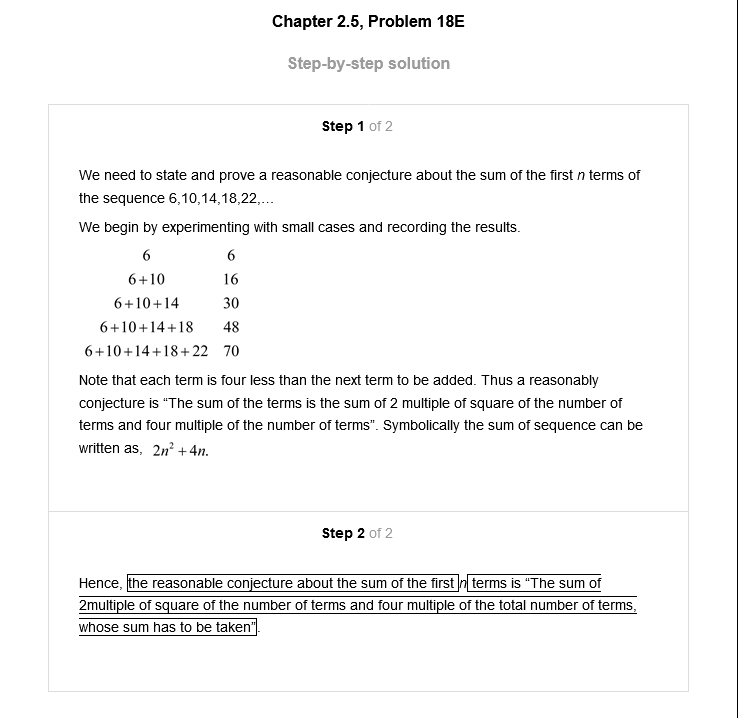 Chapter 2.5, Problem 18E
Step-by-step solution
Step 1 of 2
We need to state and prove a reasonable conjecture about the sum of the first n terms of
the sequence 6,10,14,18,22,...
We begin by experimenting with small cases and recording the results.
6 6
6+10 16
6+10+14 30
6+10+14+18 48
6+10+14+18+22 70
Note that each term is four less than the next term to be added. Thus a reasonably
conjecture is “The sum of the terms is the sum of 2 multiple of square of the number of
terms and four multiple of the number of terms”. Symbolically the sum of sequence can be
written as, 2n² + 4n.
Step 2 of 2
Hence, the reasonable conjecture about the sum of the first n terms is “The sum of
2multiple of square of the number of terms and four multiple of the total number of terms,
whose sum has to be taken”.